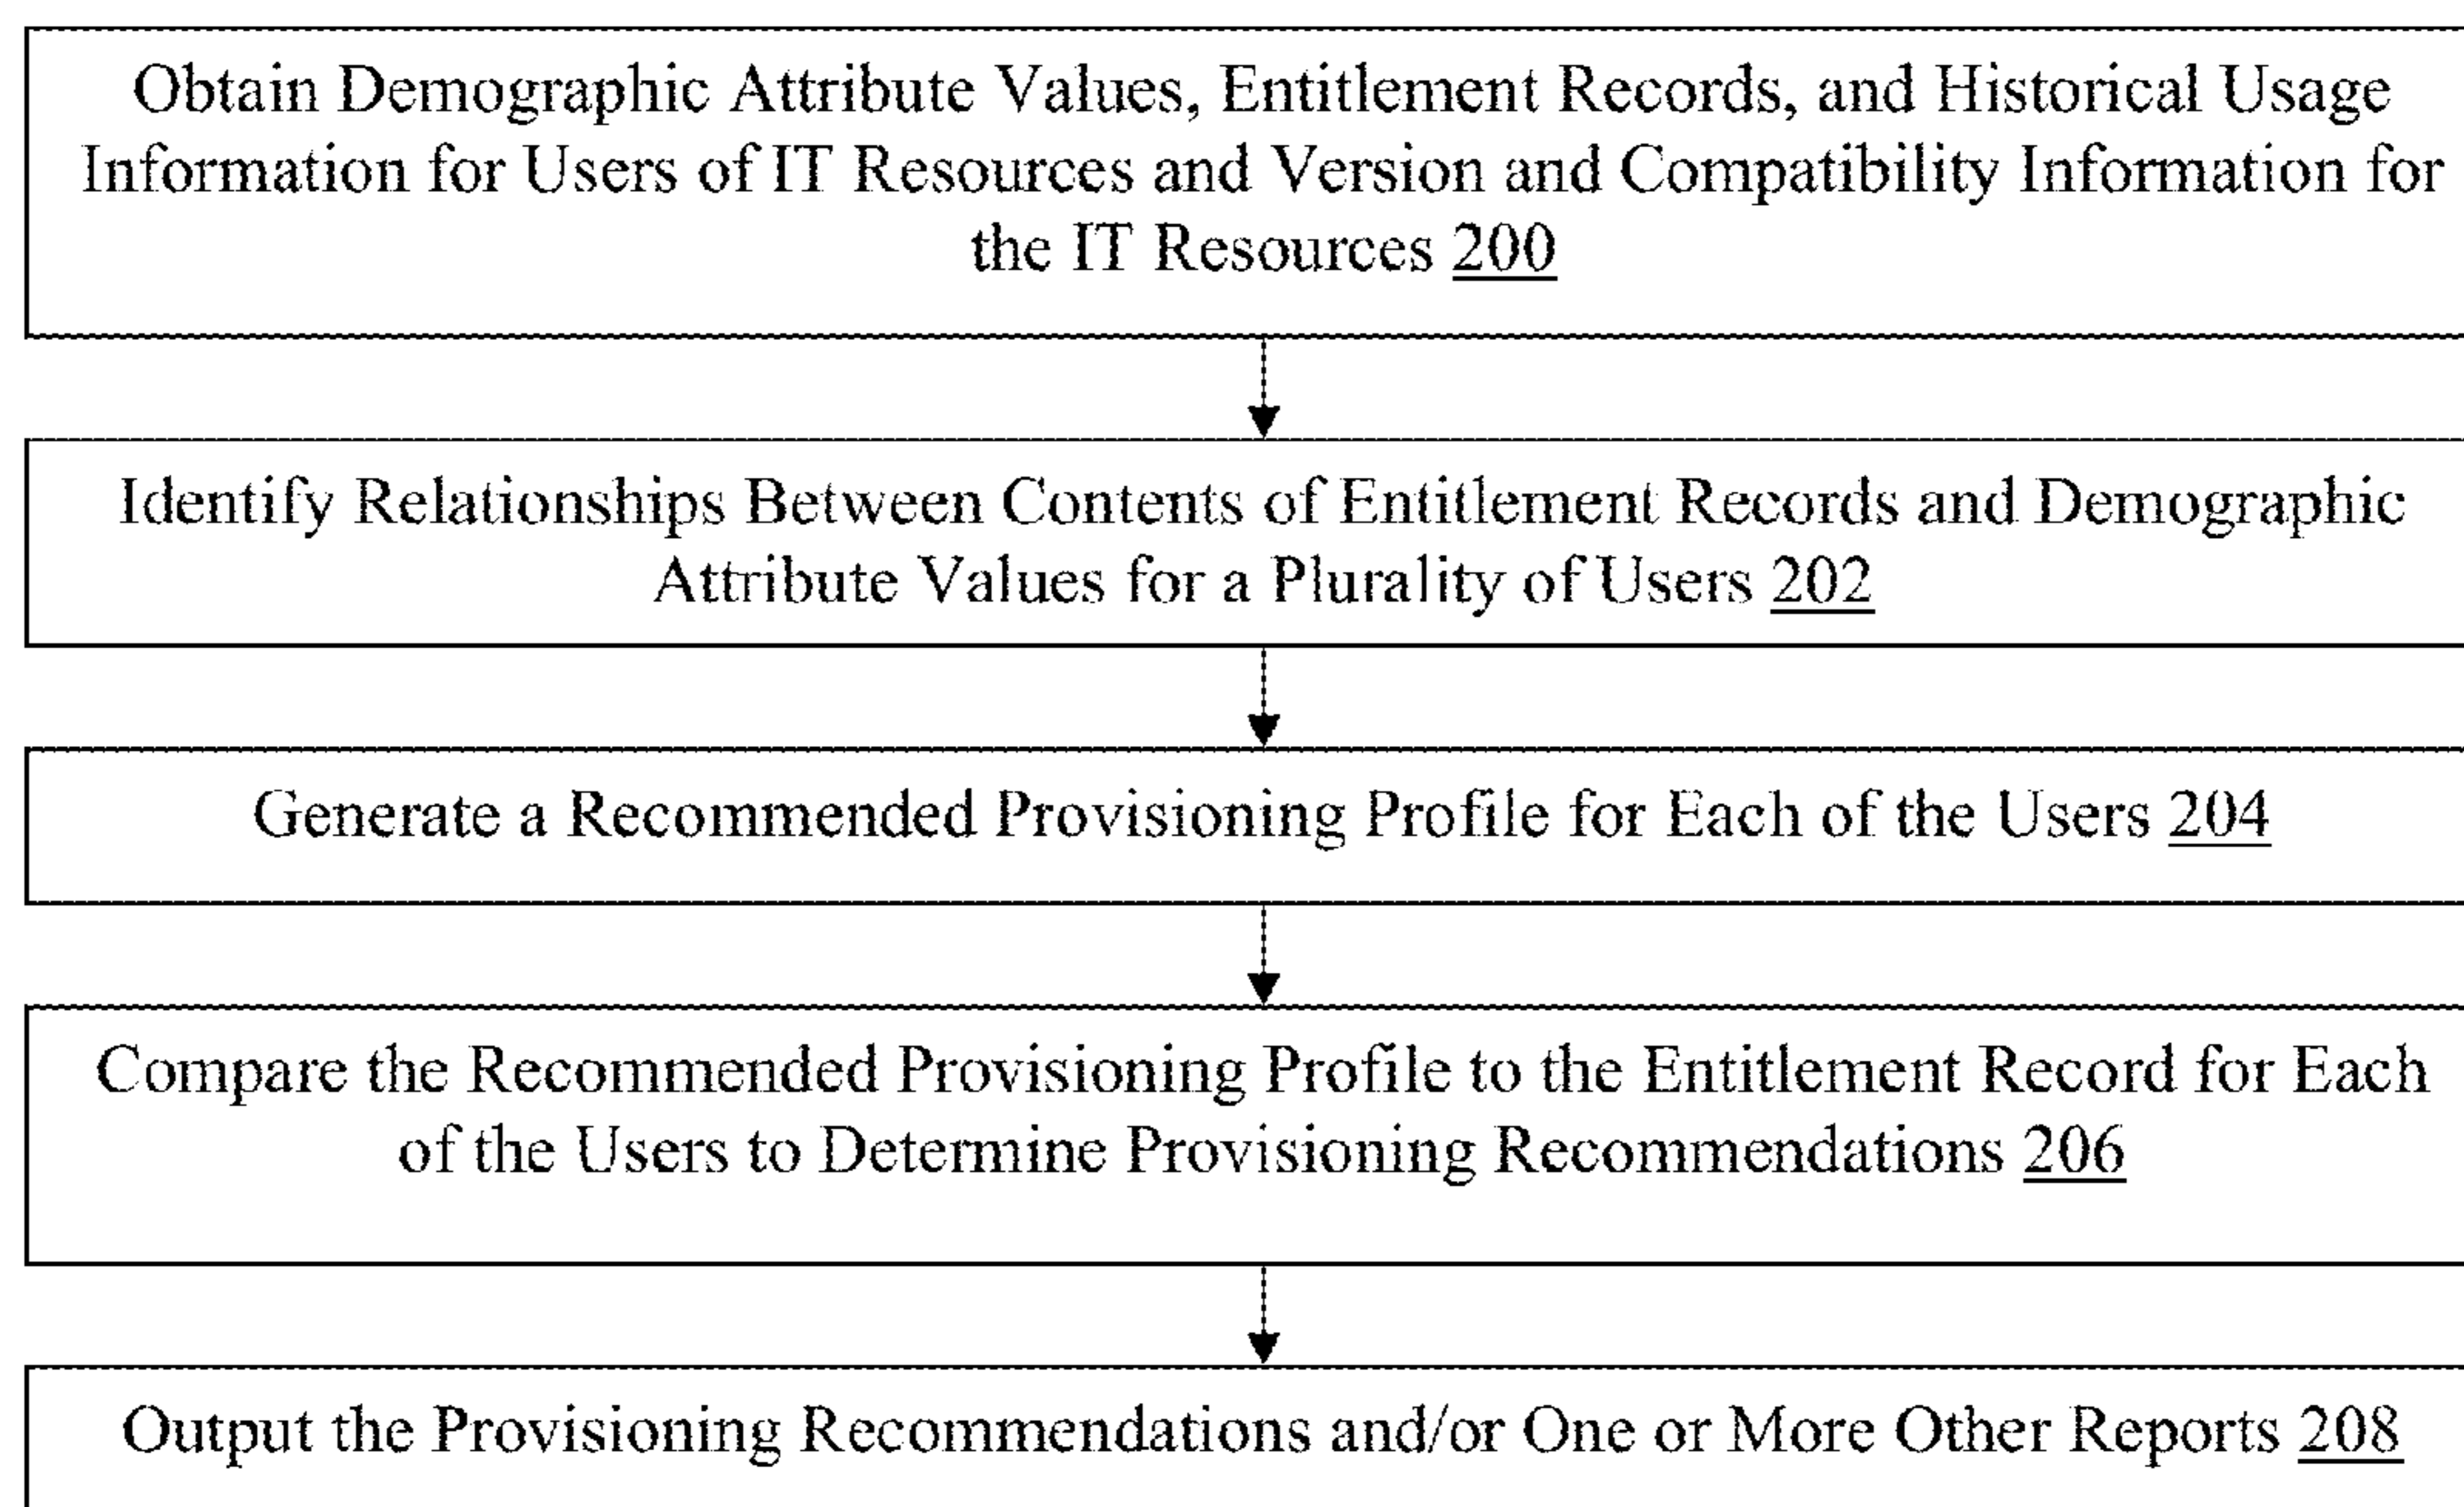 Obtain Demographic Attribute Values, Entitlement Records, and Historical Usage
Information for Users of IT Resources and Version and Compatibility Information for
the IT Resources 200
Identify Relationships Between Contents of Entitlement Records and Demographic
Attribute Values for a Plurality of Users 202
Generate a Recommended Provisioning Profile for Each of the Users 204
Compare the Recommended Provisioning Profile to the Entitlement Record for Each
of the Users to Determine Provisioning Recommendations 206
Output the Provisioning Recommendations and/or One or More Other Reports 208